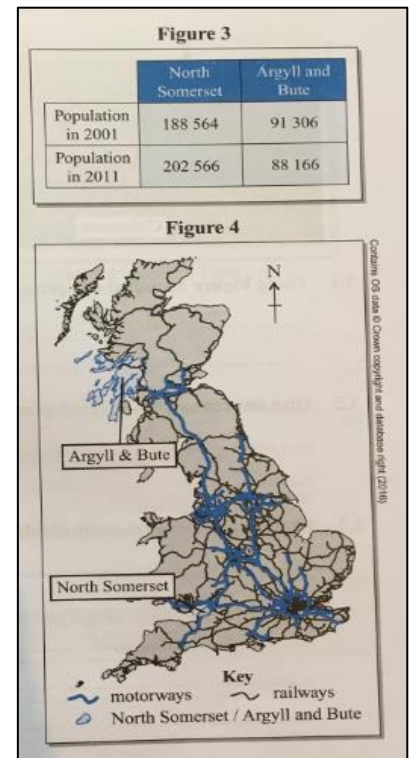 Figure 3
North Somerset
Argyll and Bute
Population in 2001
188 564
91 306
Population in 2011
202 566
88 166
Figure 4
N
Contains OS data © Crown copyright and database right (2016)
Argyll & Bute
North Somerset
Key
motorways
railways
North Somerset / Argyll and Bute